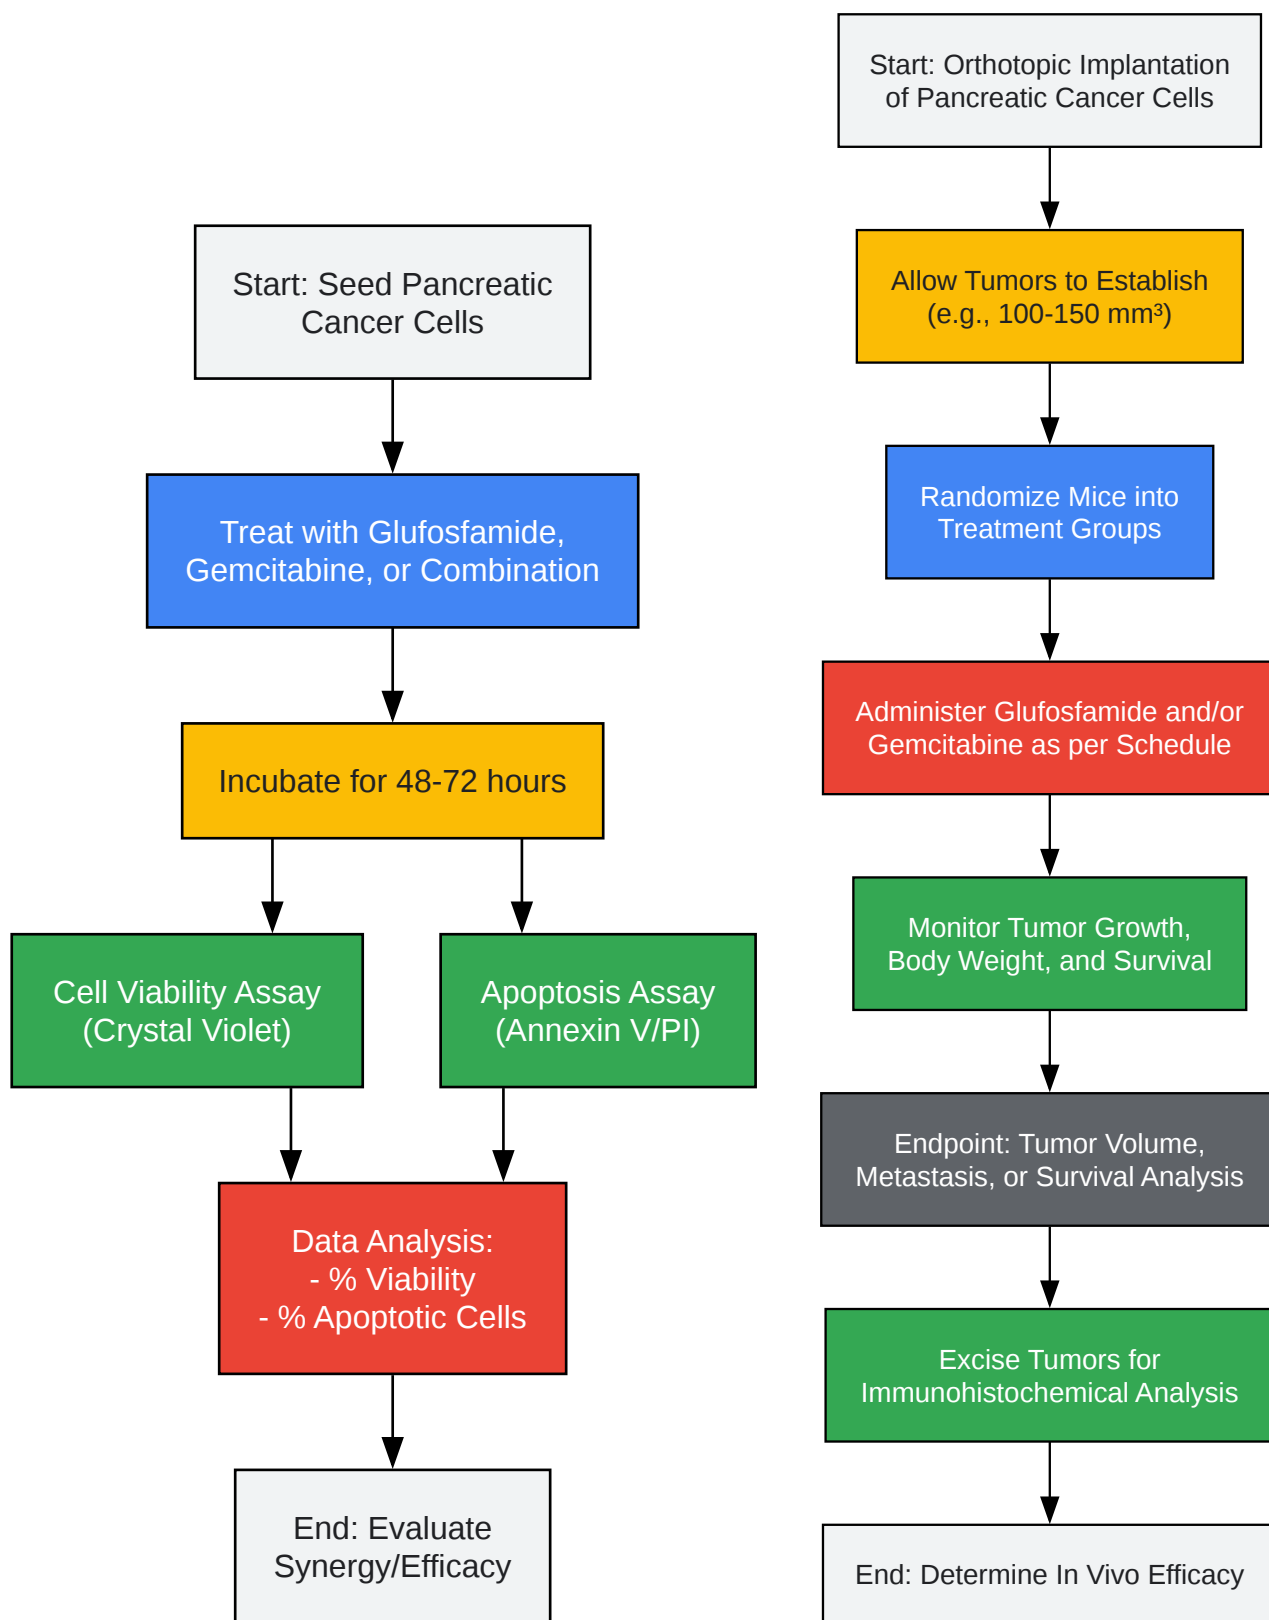 Start: Seed Pancreatic
Cancer Cells
Treat with Glufosfamide,
Gemcitabine, or Combination
Incubate for 48-72 hours
Cell Viability Assay
(Crystal Violet)
Apoptosis Assay
(Annexin V/PI)
Data Analysis:
- % Viability
- % Apoptotic Cells
End: Evaluate
Synergy/Efficacy
Start: Orthotopic Implantation
of Pancreatic Cancer Cells
Allow Tumors to Establish
(e.g., 100-150 mm³)
Randomize Mice into
Treatment Groups
Administer Glufosfamide and/or
Gemcitabine as per Schedule
Monitor Tumor Growth,
Body Weight, and Survival
Endpoint: Tumor Volume,
Metastasis, or Survival Analysis
Excise Tumors for
Immunohistochemical Analysis
End: Determine In Vivo Efficacy